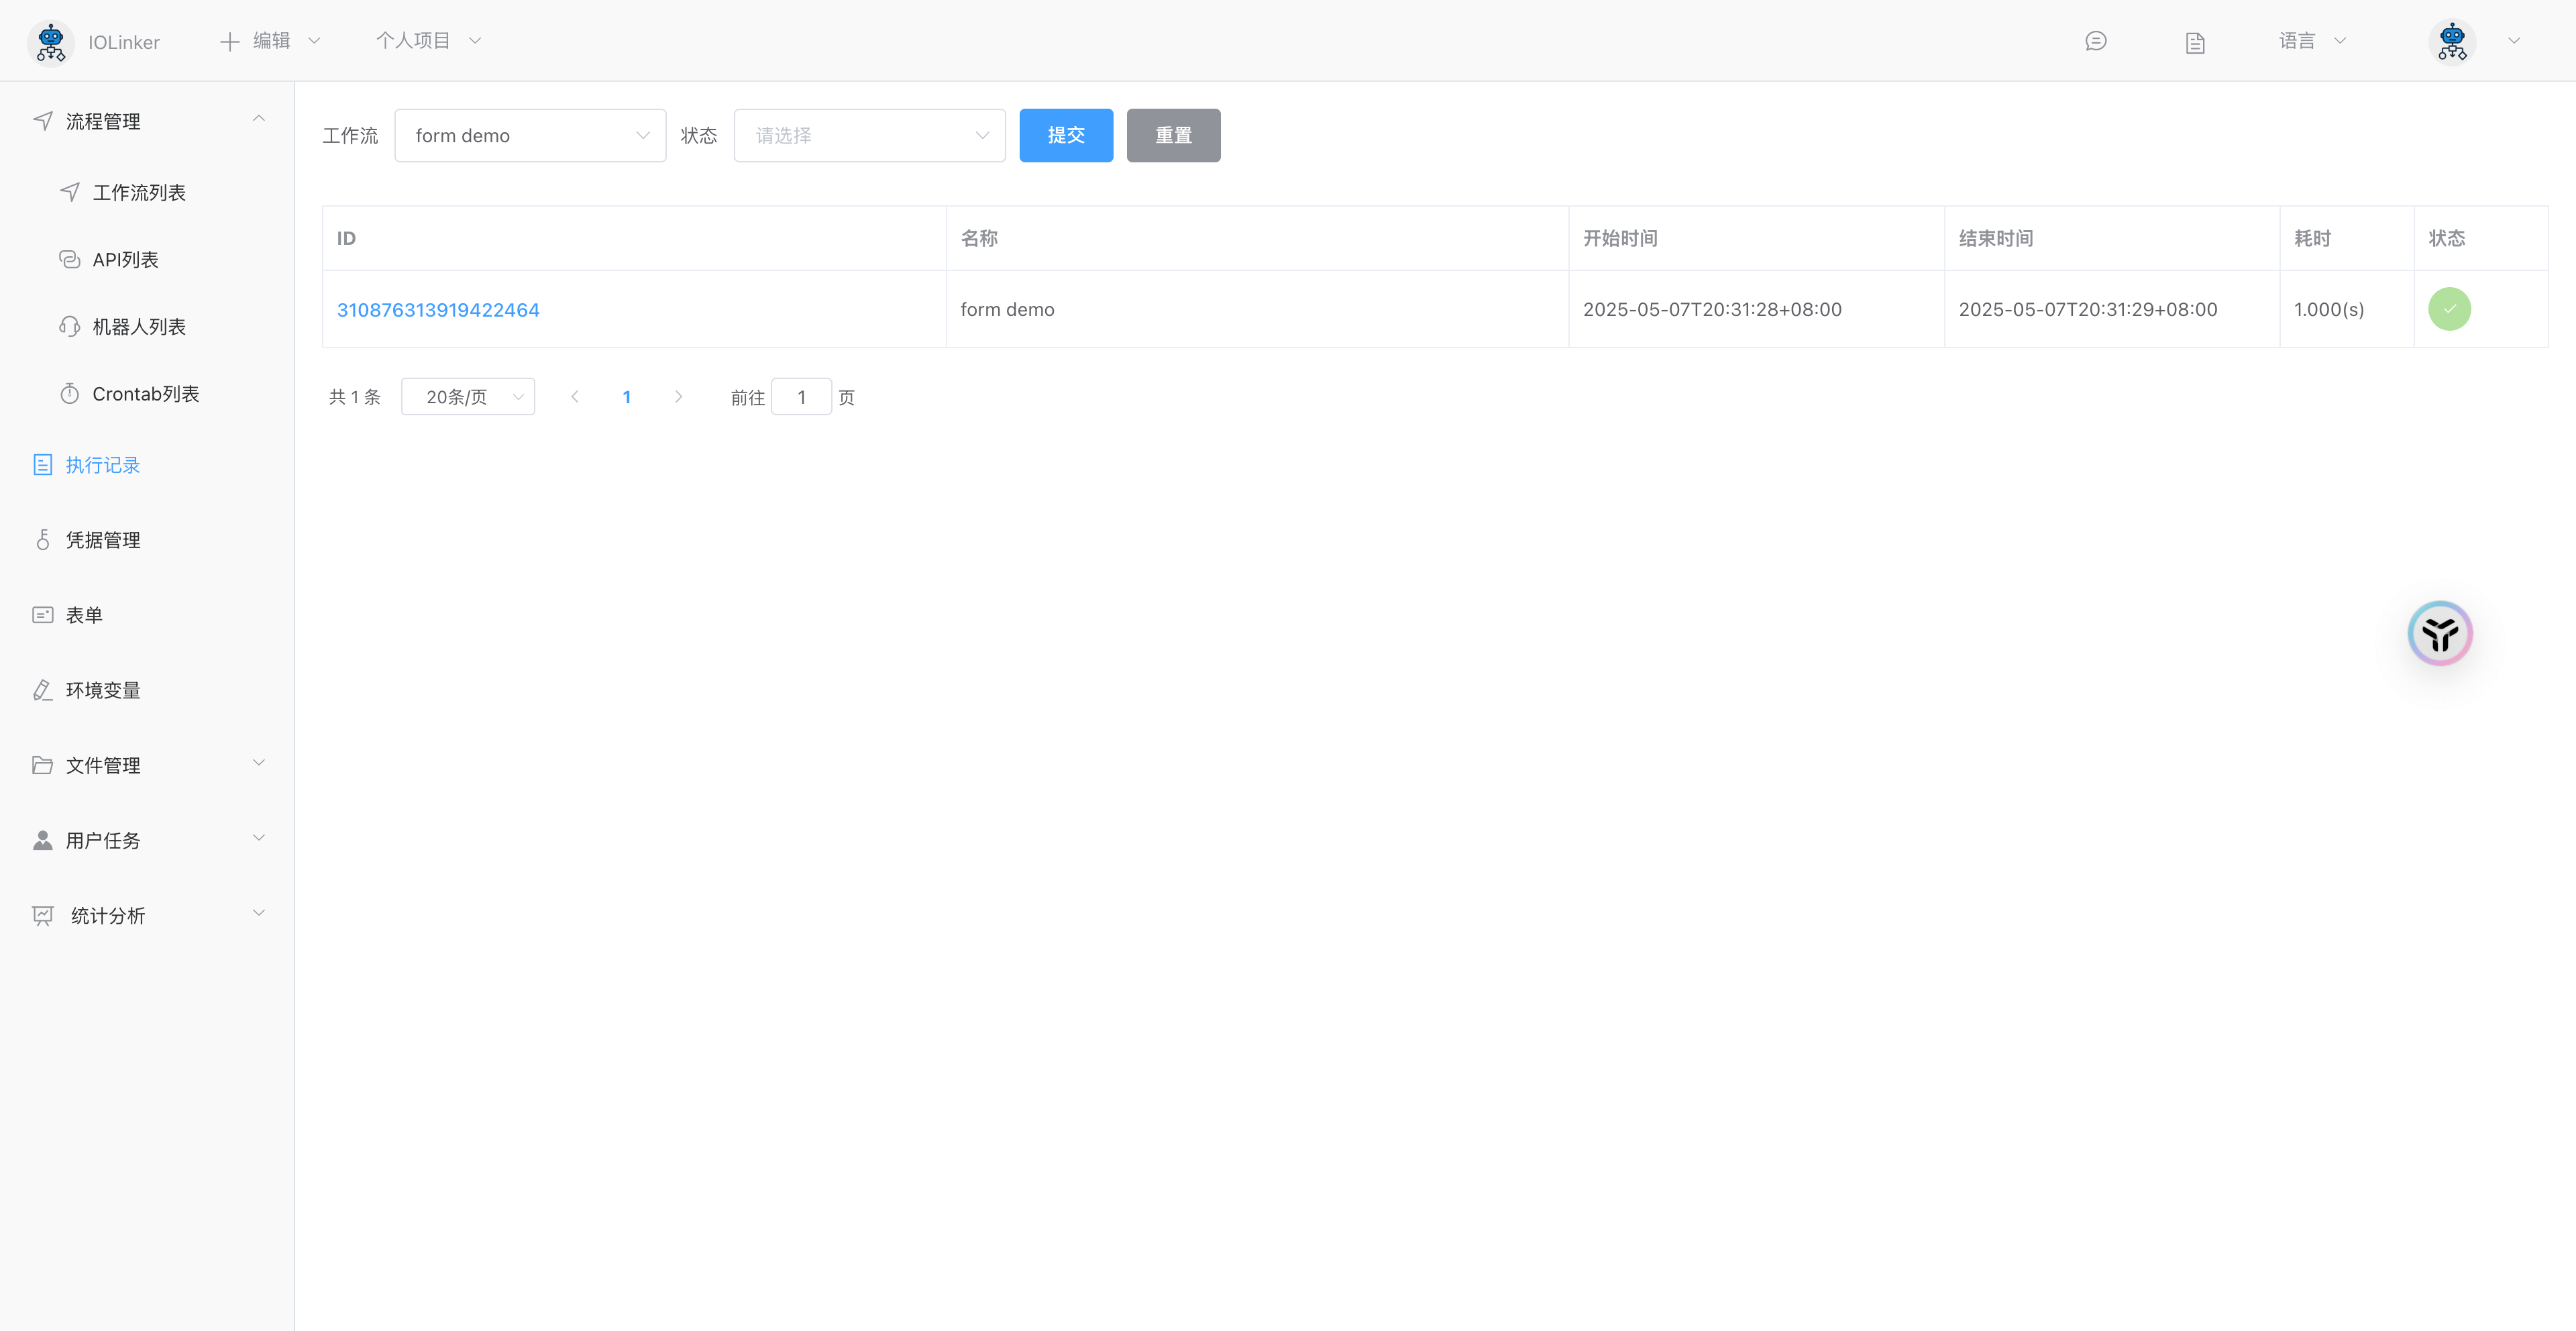 IOLinker 编辑 个人项目 语言
流程管理
工作流列表
API列表
机器人列表
Crontab列表
执行记录
凭据管理
表单
环境变量
文件管理
用户任务
统计分析
工作流 form demo 状态 请选择 提交 重置
ID 名称 开始时间 结束时间 耗时 状态
310876313919422464 form demo 2025-05-07T20:31:28+08:00 2025-05-07T20:31:29+08:00 1.000(s)
共 1 条 20条/页 1 前往 1 页